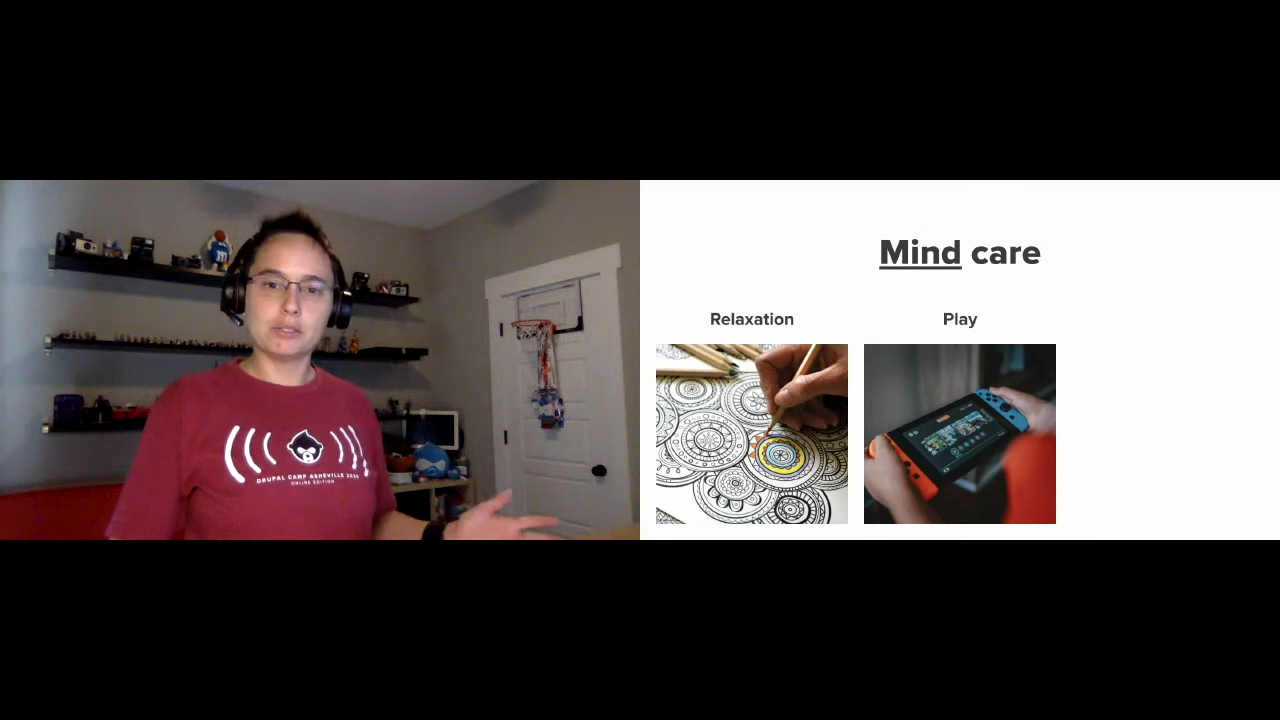 Mind care
Relaxation
Play
DRUPAL CAMP ASHEVILLE 2020
ONLINE EDITION